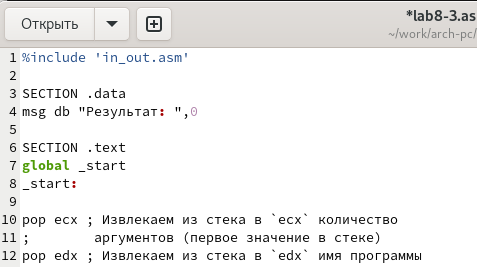 Открыть
*lab8-3.as
~/work/arch-pc/
1 %include 'in_out.asm'
2
3 SECTION .data
4 msg db "Результат: ",0
5
6 SECTION .text
7 global _start
8 _start:
9
10 pop ecx ; Извлекаем из стека в `ecx` количество
11 ;        аргументов (первое значение в стеке)
12 pop edx ; Извлекаем из стека в `edx` имя программы